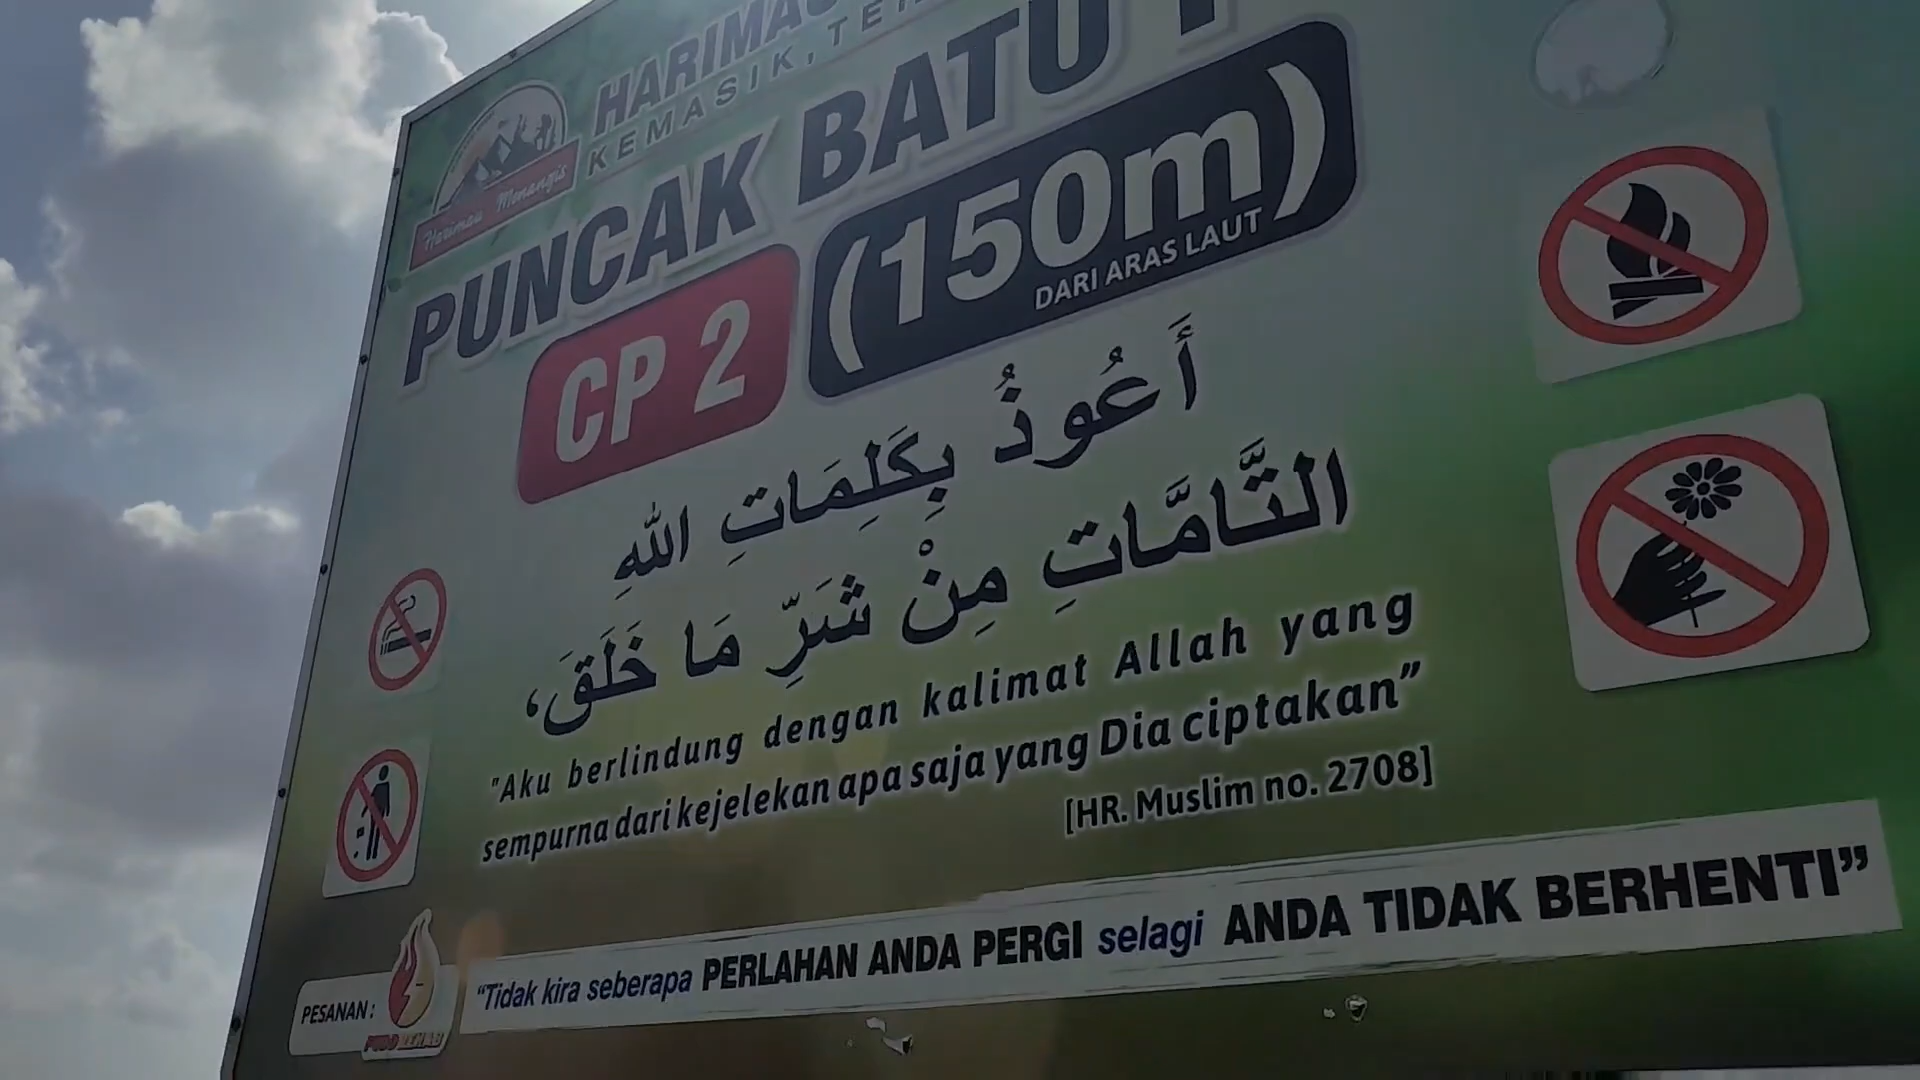 Harimau Menangis
KEMASIK,
PUNCAK BATU
CP 2
(150m)
DARI ARAS LAUT
أَعُوذُ بِكَلِمَاتِ اللهِ
التَّامَّاتِ مِنْ شَرِّ مَا خَلَقَ،
"Aku berlindung dengan kalimat Allah yang
sempurna dari kejelekan apa saja yang Dia ciptakan”
[HR. Muslim no. 2708]
PESANAN :
“Tidak kira seberapa PERLAHAN ANDA PERGI selagi ANDA TIDAK BERHENTI”